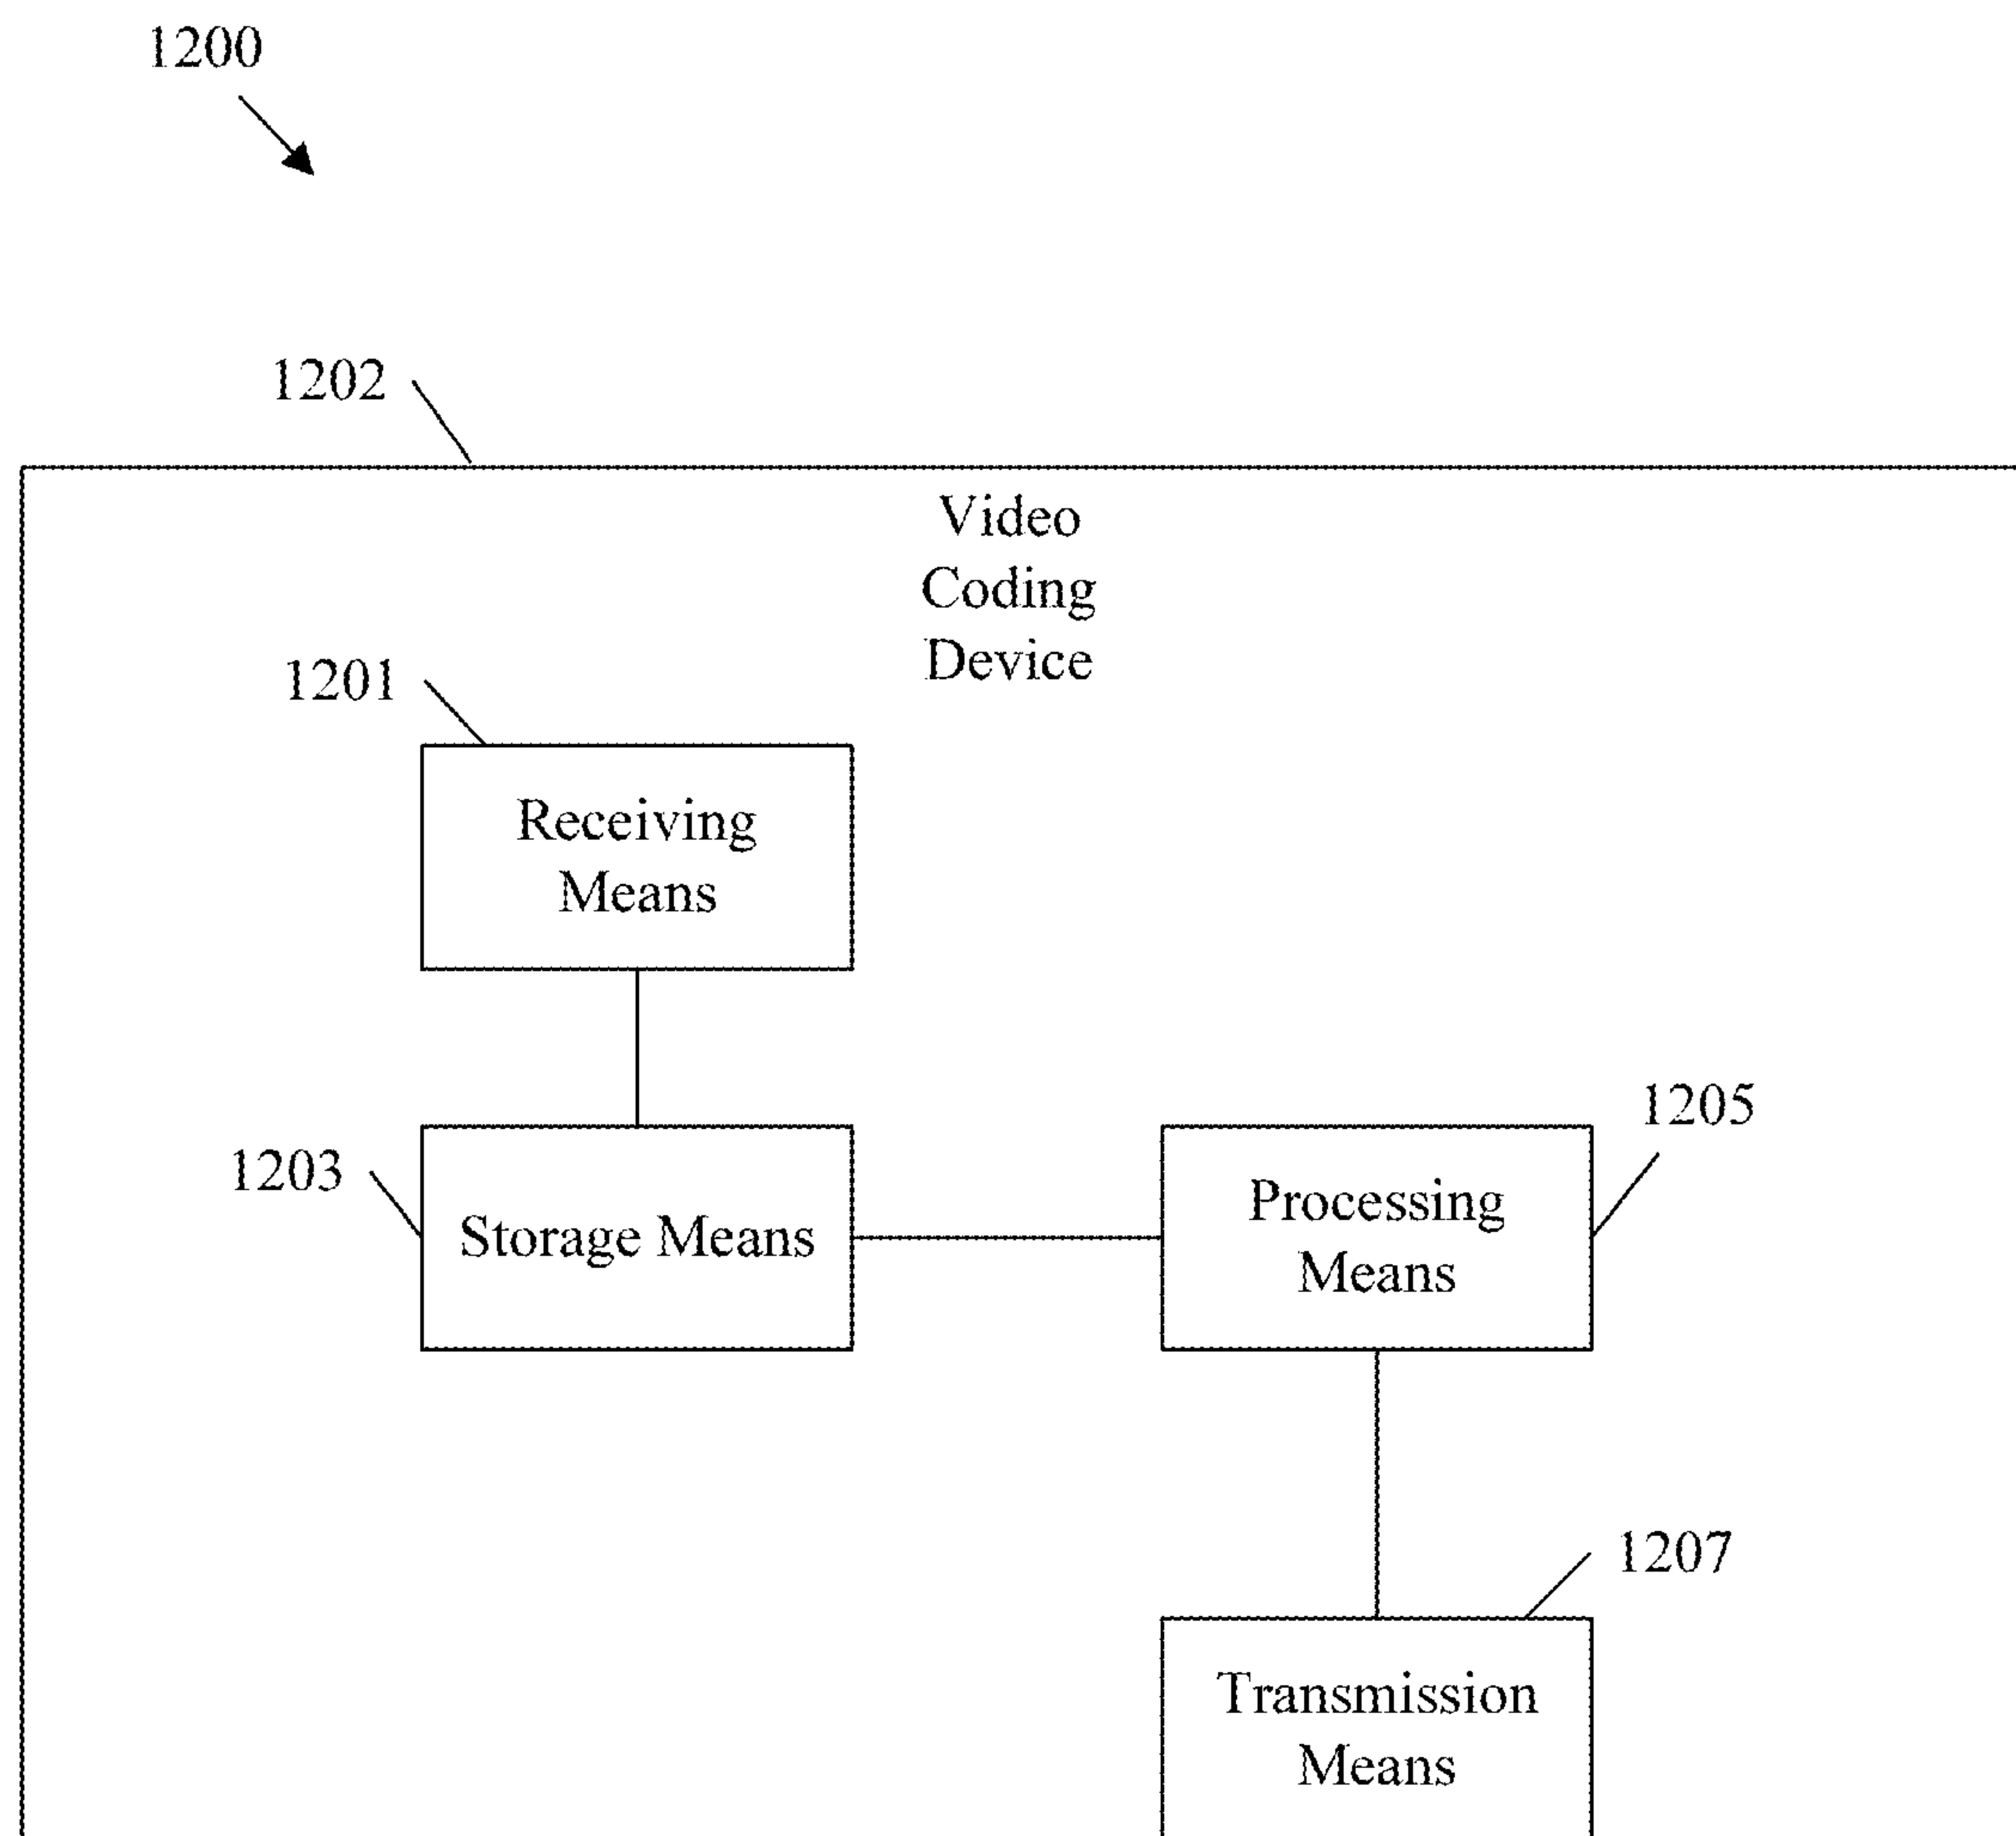 1200
1202
Video
Coding
Device
1201
Receiving
Means
1205
1203
Storage Means
Processing
Means
1207
Transmission
Means